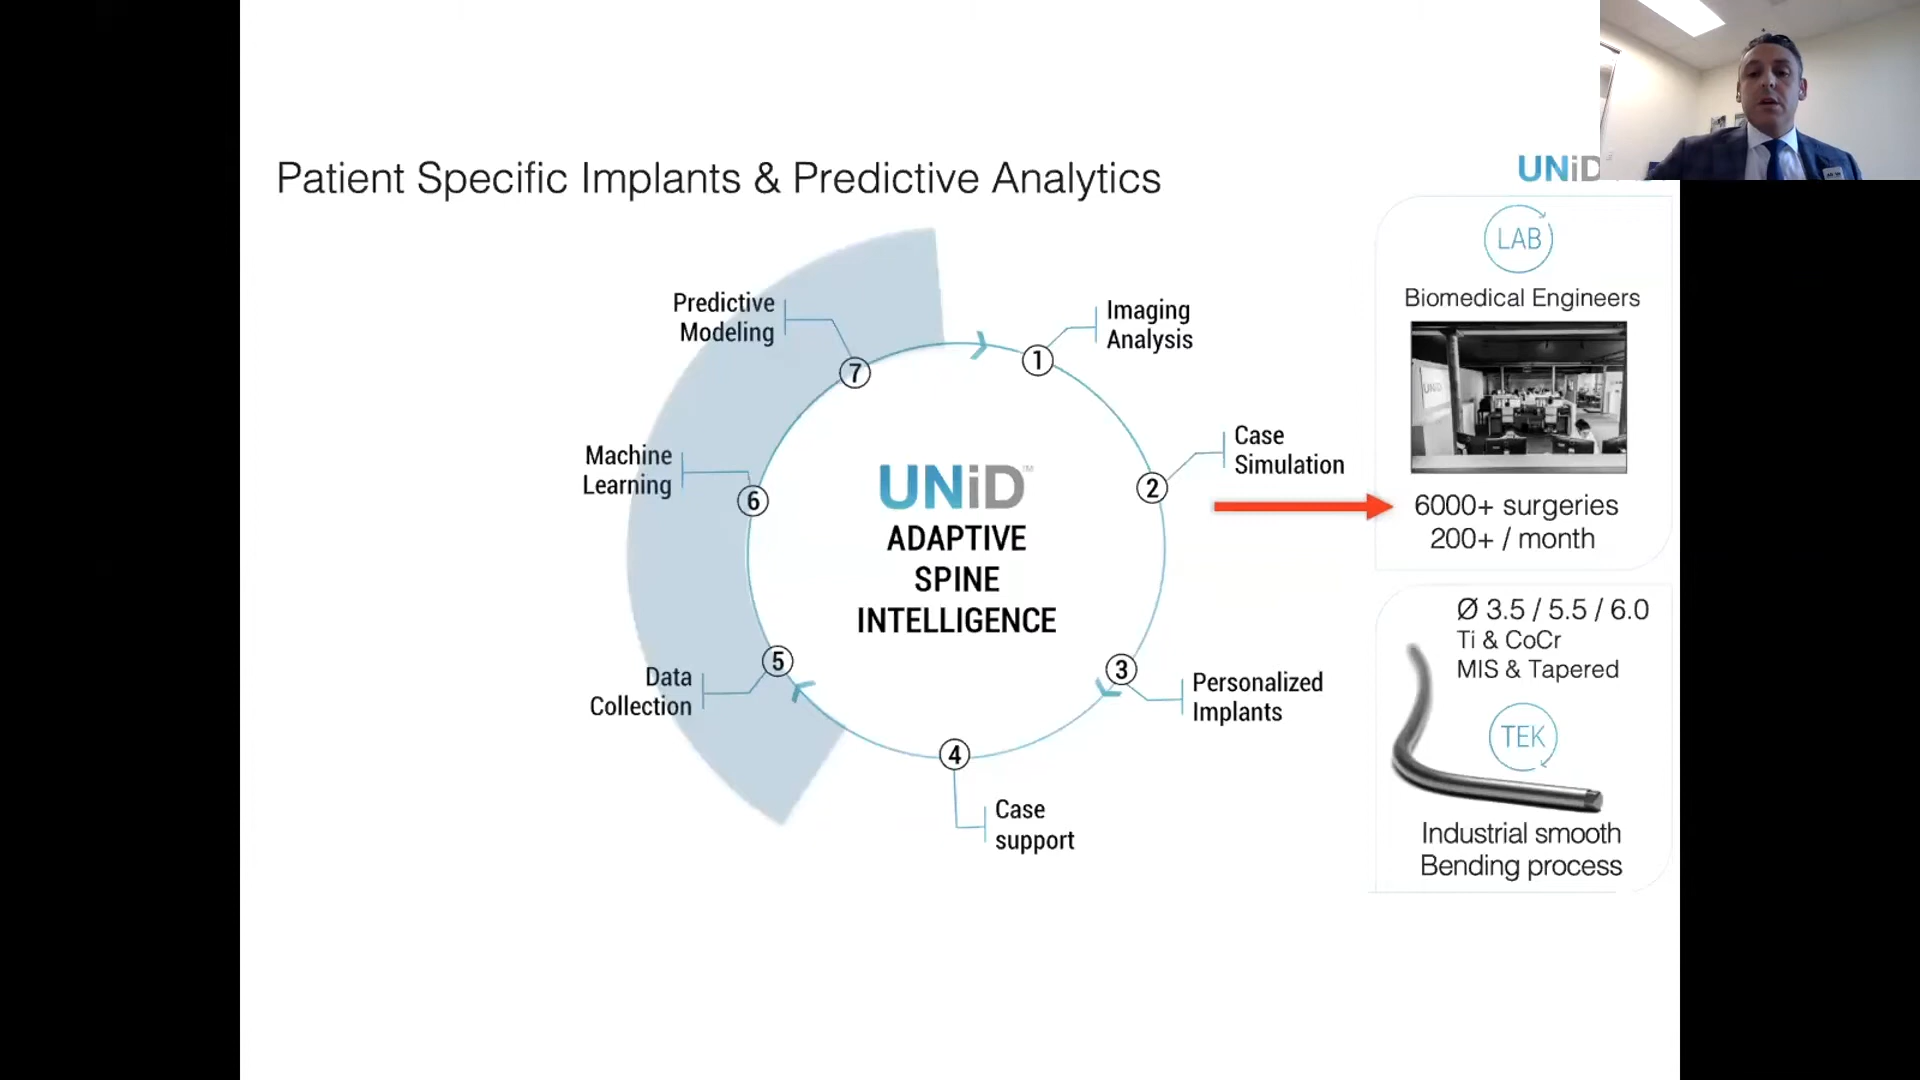 Patient Specific Implants & Predictive Analytics
UNiD
LAB
Biomedical Engineers
UNiD
6000+ surgeries
200+ / month
Ø 3.5 / 5.5 / 6.0
Ti & CoCr
MIS & Tapered
TEK
Industrial smooth
Bending process
Predictive
Modeling
7
Imaging
Analysis
1
Machine
Learning
6
Case
Simulation
2
UNiD™
ADAPTIVE
SPINE
INTELLIGENCE
Data
Collection
5
Personalized
Implants
3
4
Case
support